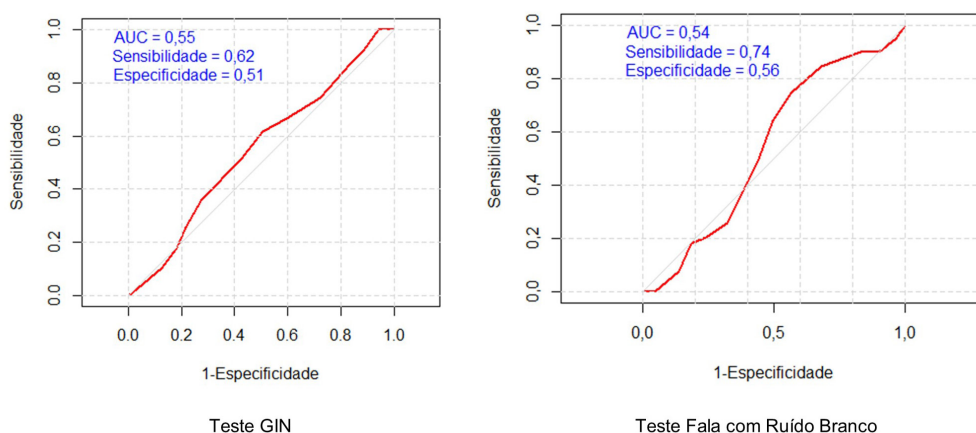 AUC = 0,55
Sensibilidade = 0,62
Especificidade = 0,51
Sensibilidade
1.0
0.8
0.6
0.4
0.2
0.0
0.0 0.2 0.4 0.6 0.8 1.0
1-Especificidade
Teste GIN
AUC = 0,54
Sensibilidade = 0,74
Especificidade = 0,56
Sensibilidade
1.0
0.8
0.6
0.4
0.2
0.0
0,0 0,5 1,0
1-Especificidade
Teste Fala com Ruído Branco